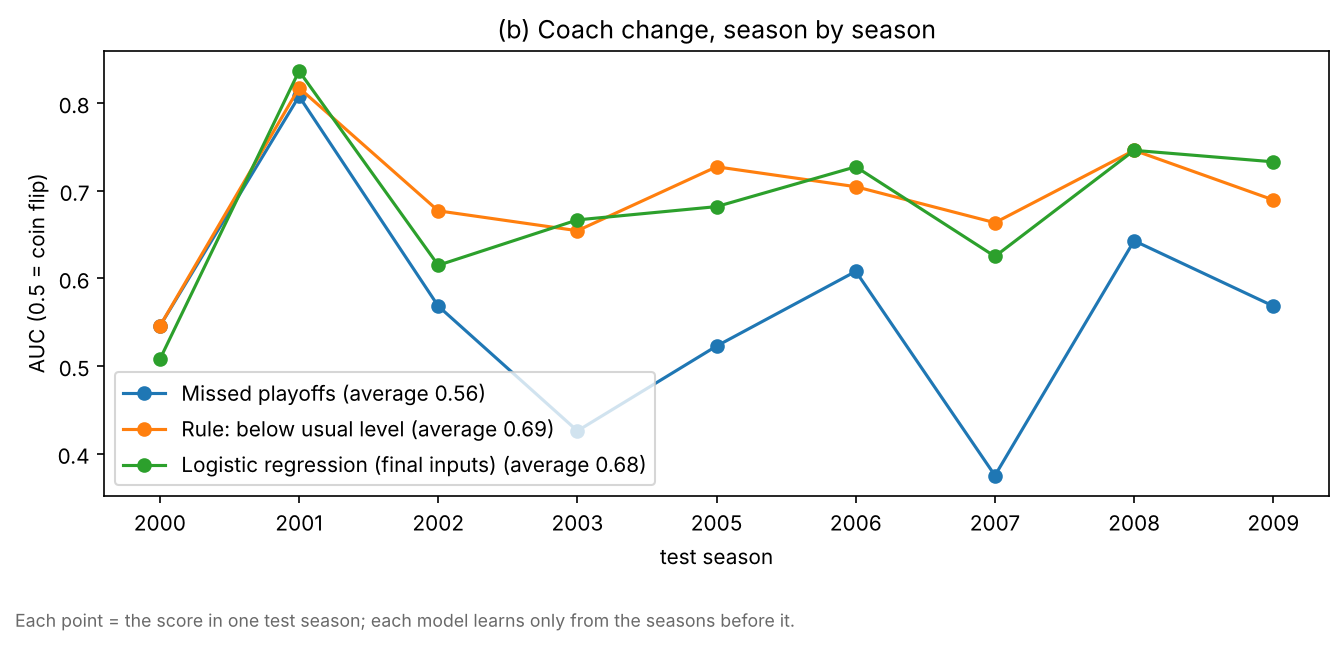 (b) Coach change, season by season
AUC (0.5 = coin flip)
0.8
0.7
0.6
0.5
0.4
Missed playoffs (average 0.56)
Rule: below usual level (average 0.69)
Logistic regression (final inputs) (average 0.68)
2000 2001 2002 2003 2005 2006 2007 2008 2009
test season
Each point = the score in one test season; each model learns only from the seasons before it.